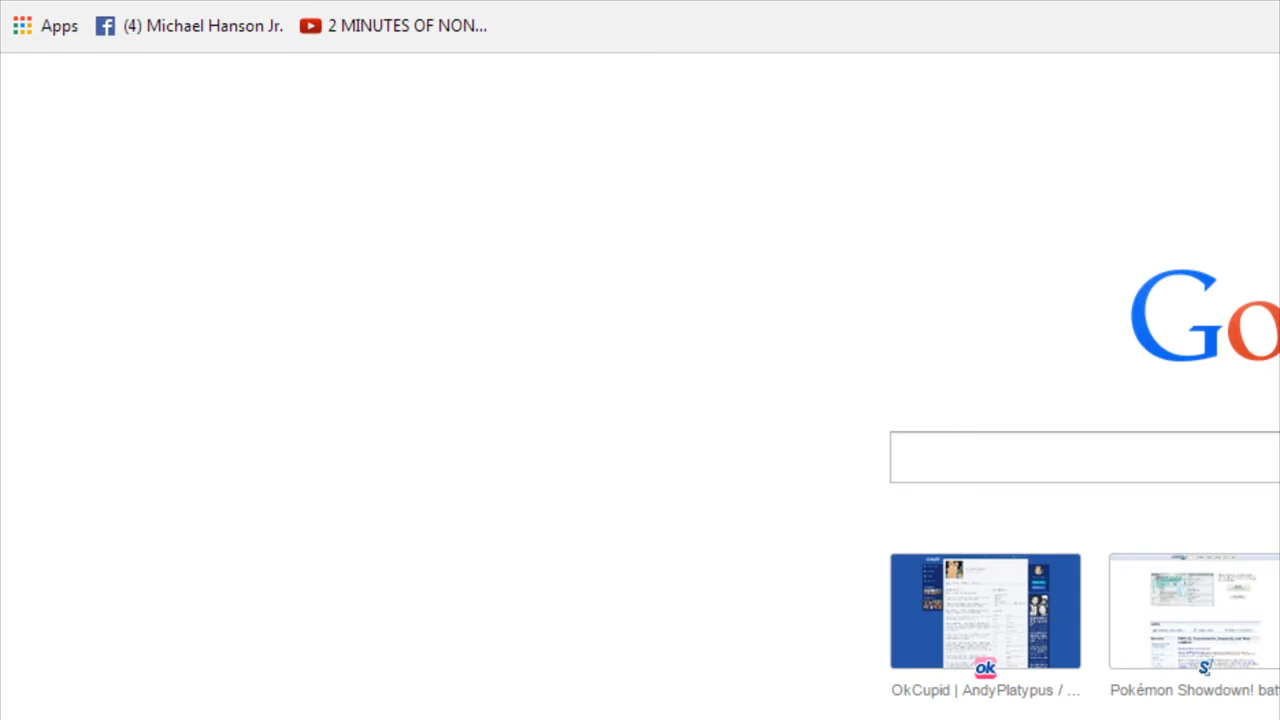 Apps (4) Michael Hanson Jr. 2 MINUTES OF NON...
Go
ok S
OkCupid | AndyPlatypus / ... Pokémon Showdown! bat